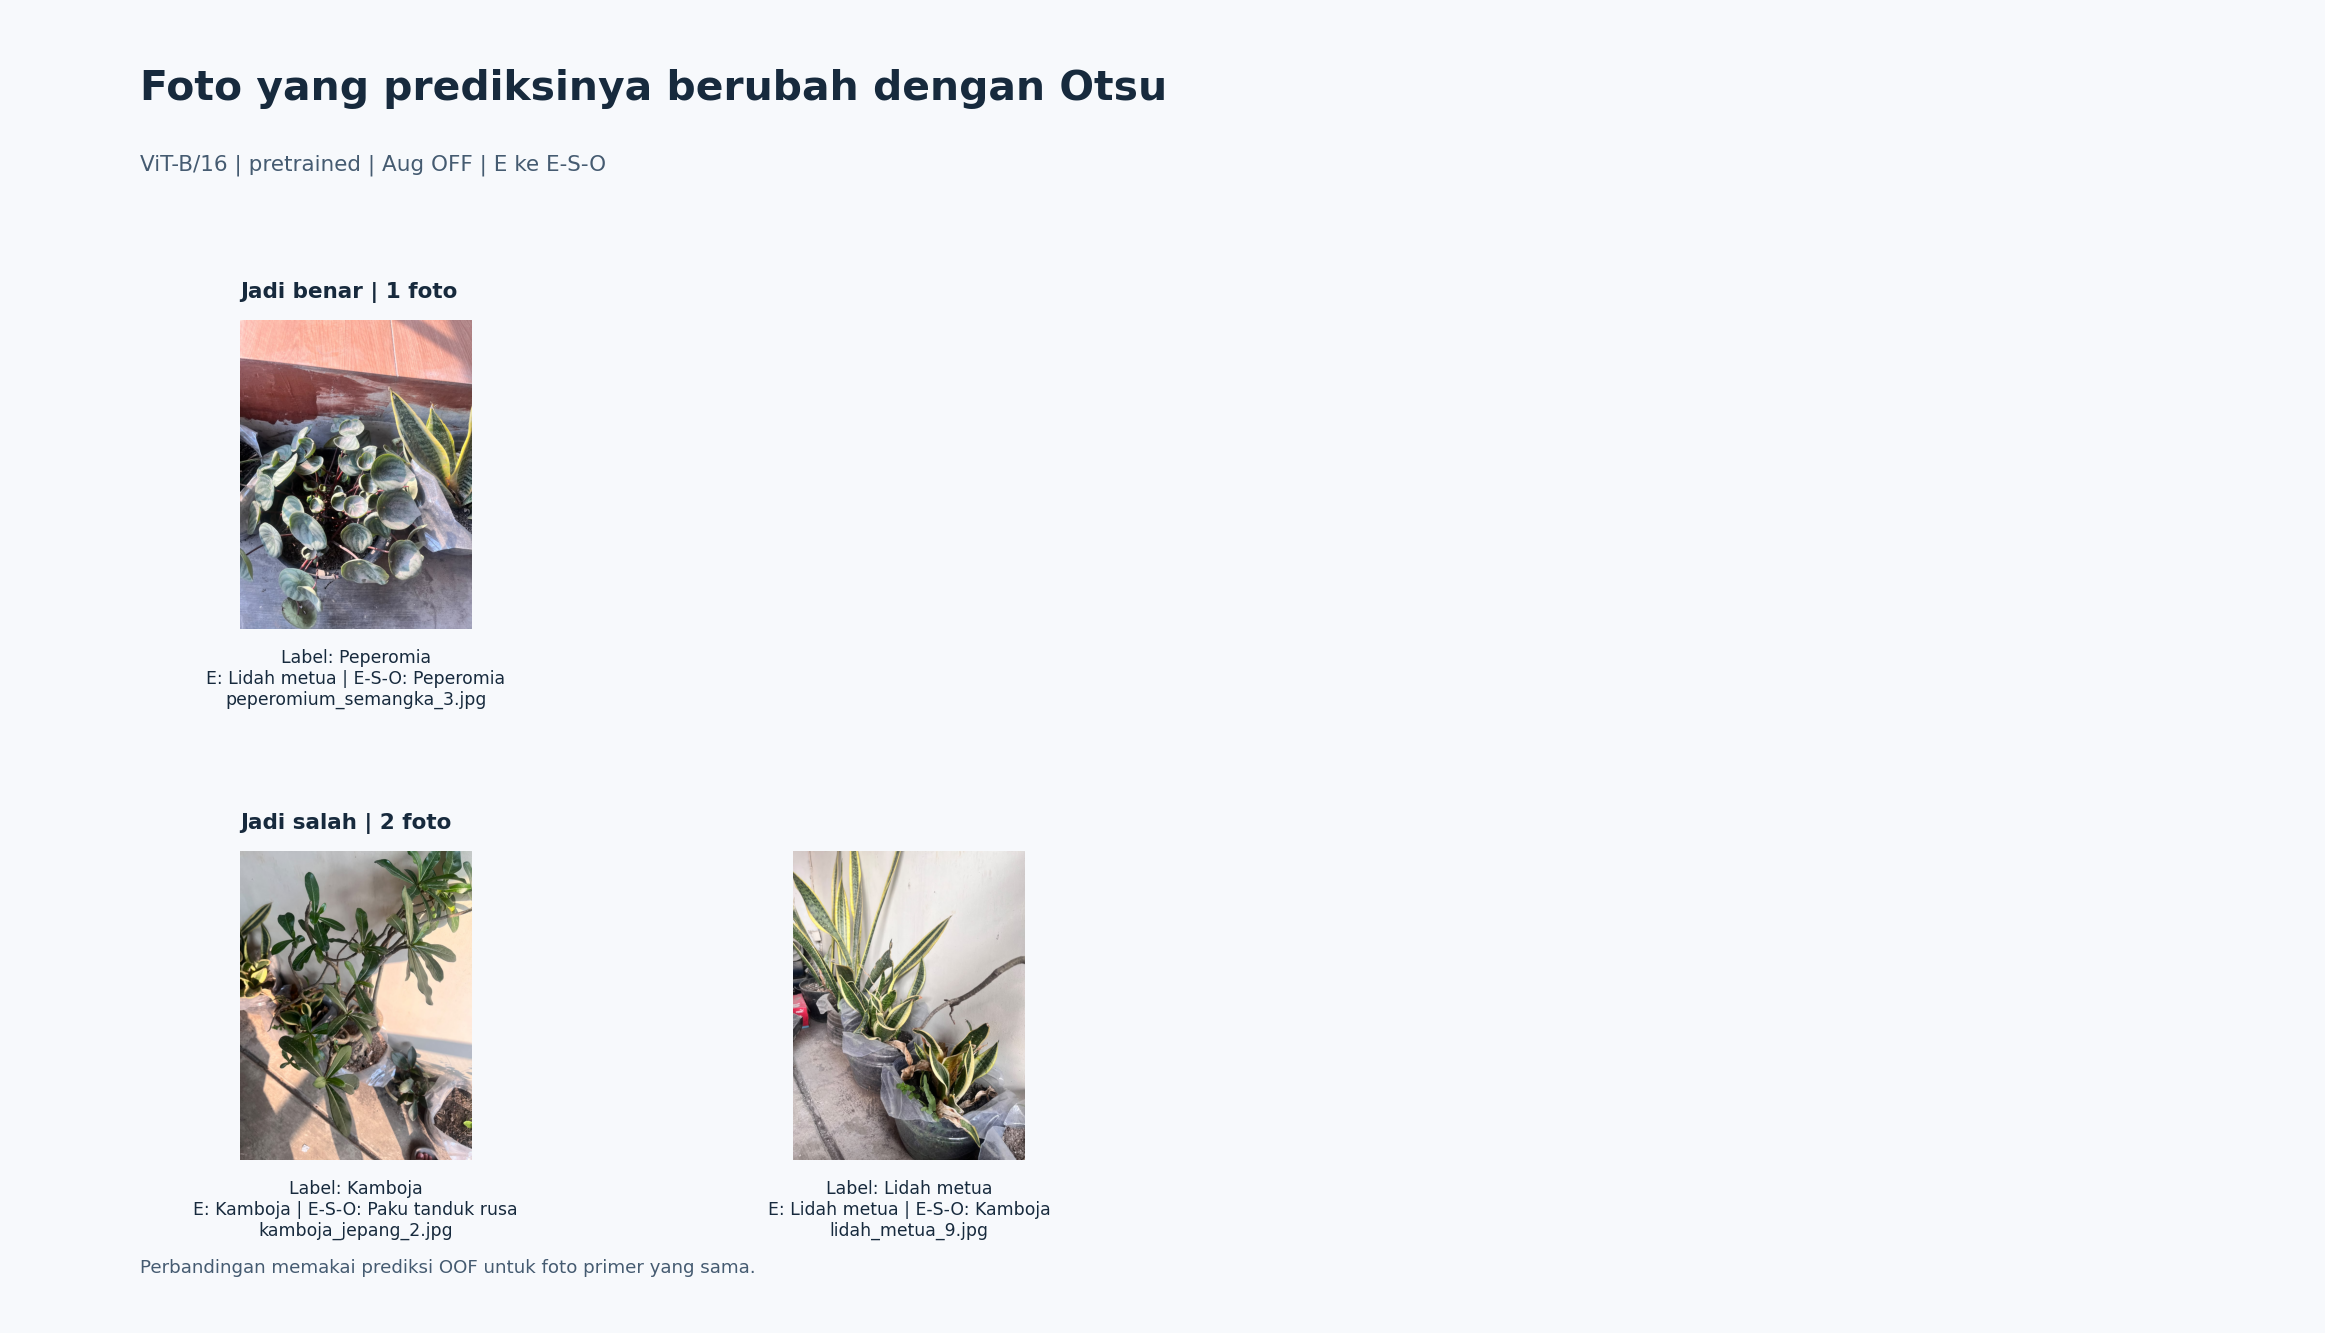 Foto yang prediksinya berubah dengan Otsu
ViT-B/16 | pretrained | Aug OFF | E ke E-S-O
Jadi benar | 1 foto
Label: Peperomia
E: Lidah metua | E-S-O: Peperomia
peperomium_semangka_3.jpg
Jadi salah | 2 foto
Label: Kamboja
E: Kamboja | E-S-O: Paku tanduk rusa
kamboja_jepang_2.jpg
Label: Lidah metua
E: Lidah metua | E-S-O: Kamboja
lidah_metua_9.jpg
Perbandingan memakai prediksi OOF untuk foto primer yang sama.